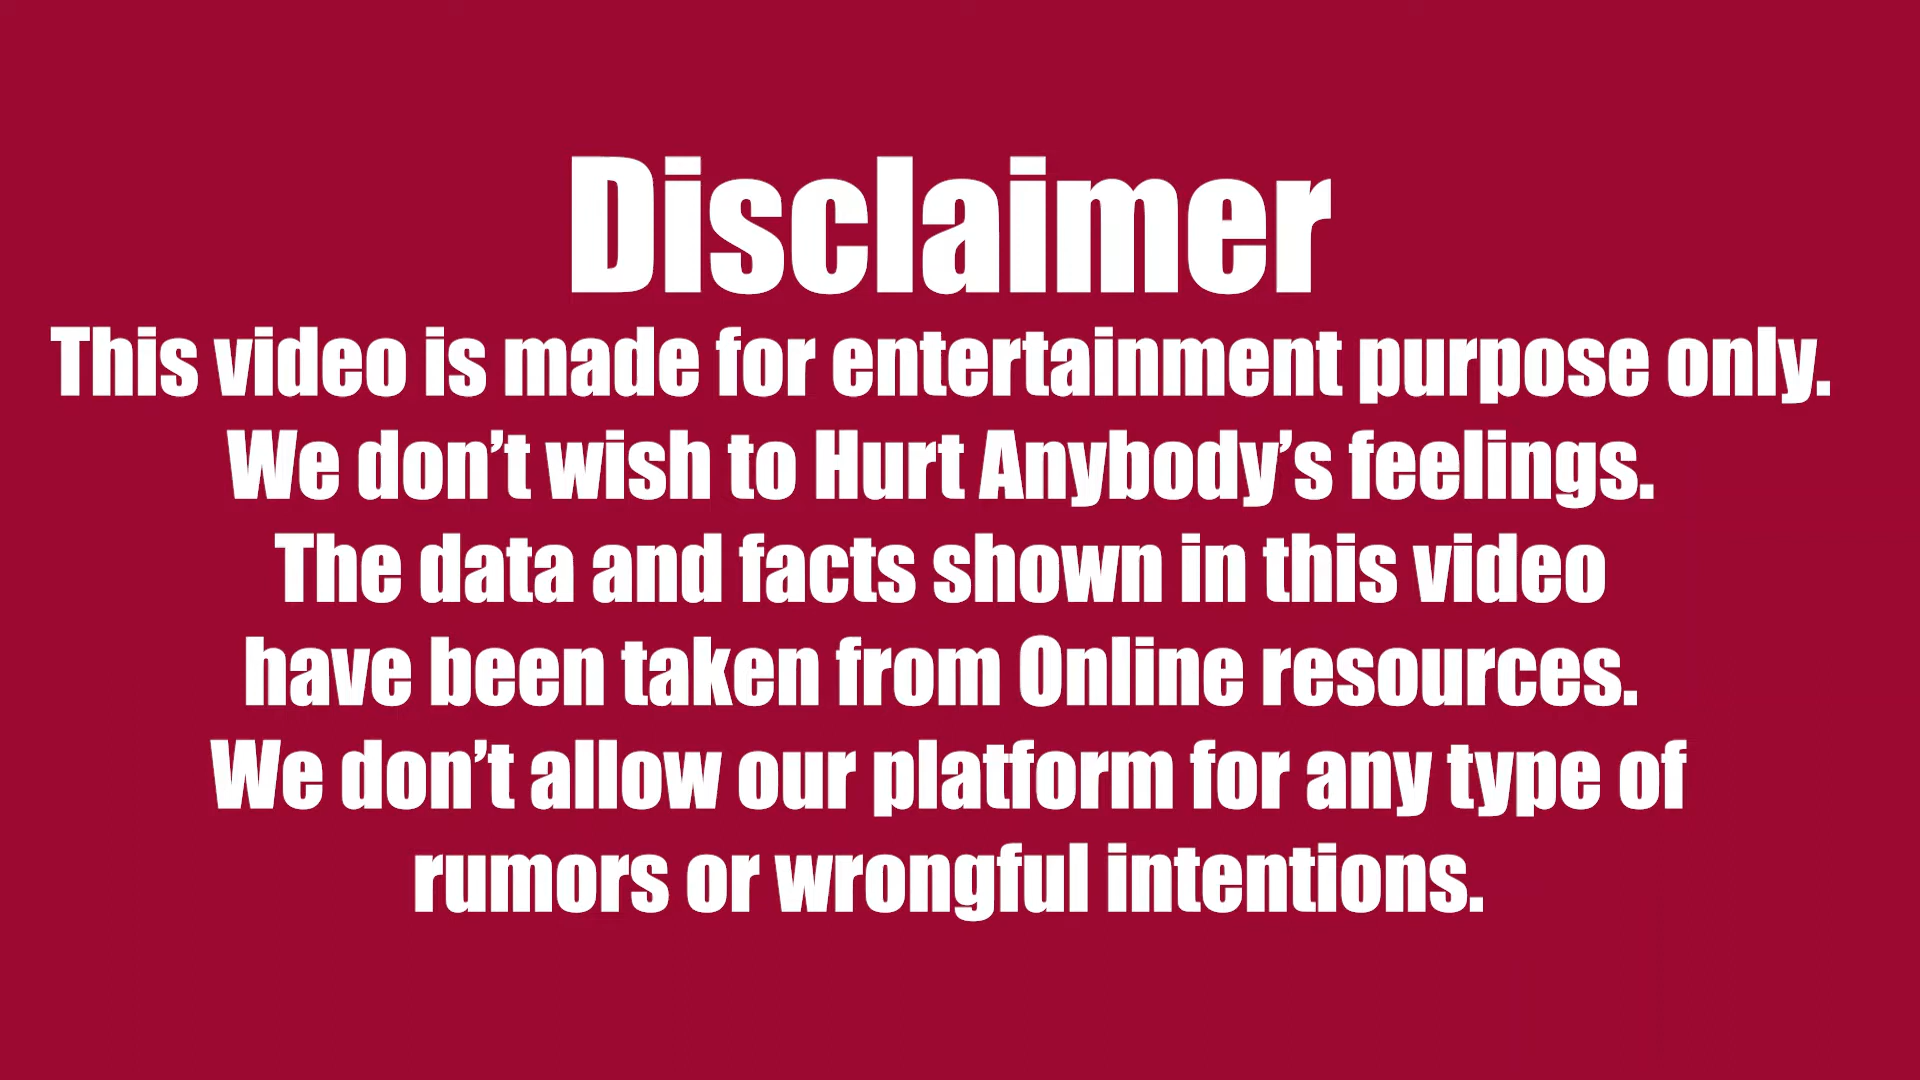 Disclaimer
This video is made for entertainment purpose only.
We don’t wish to Hurt Anybody’s feelings.
The data and facts shown in this video
have been taken from Online resources.
We don’t allow our platform for any type of
rumors or wrongful intentions.